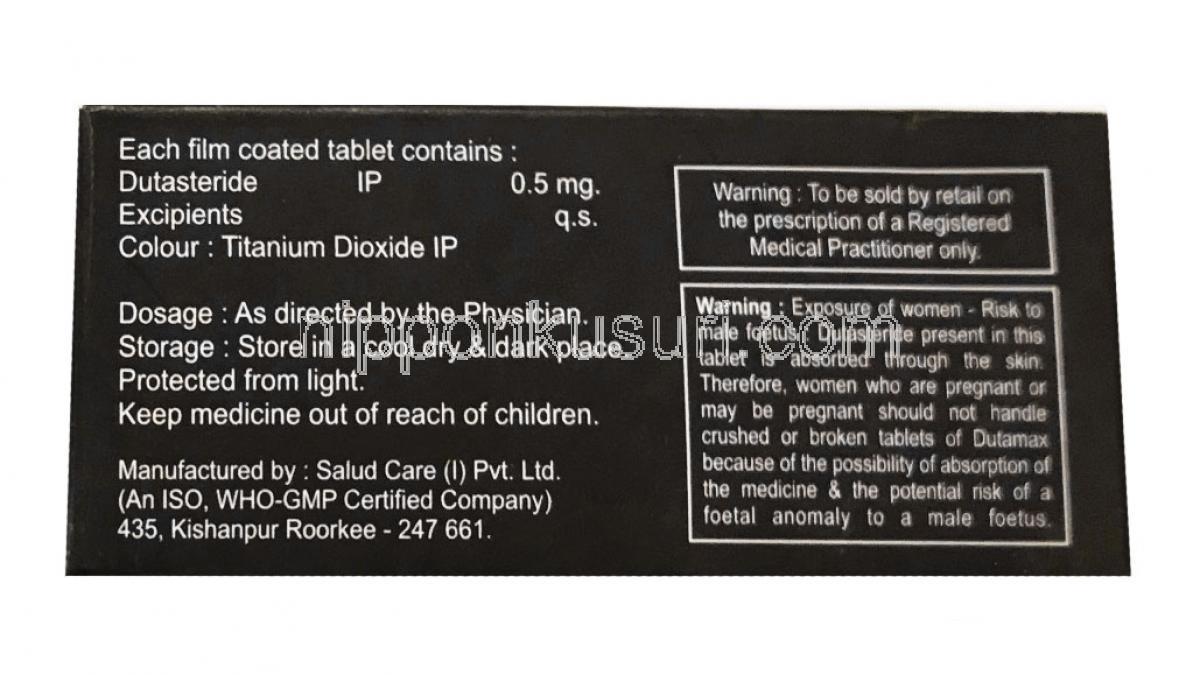 Each film coated tablet contains :
Dutasteride IP 0.5 mg.
Excipients q.s.
Colour : Titanium Dioxide IP
Dosage : As directed by the Physician.
Storage : Store in a cool dry & dark place.
Protected from light.
Keep medicine out of reach of children.
Manufactured by : Salud Care (I) Pvt. Ltd.
(An ISO, WHO-GMP Certified Company)
435, Kishanpur Roorkee - 247 661.
Warning : To be sold by retail on
the prescription of a Registered
Medical Practitioner only.
Warning : Exposure of women - Risk to
male foetus / Dutasteride present in this
tablet is absorbed through the skin.
Therefore, women who are pregnant or
may be pregnant should not handle
crushed or broken tablets of Dutamax
because of the possibility of absorption of
the medicine & the potential risk of a
foetal anomaly to a male foetus.
nipponkusuri.com